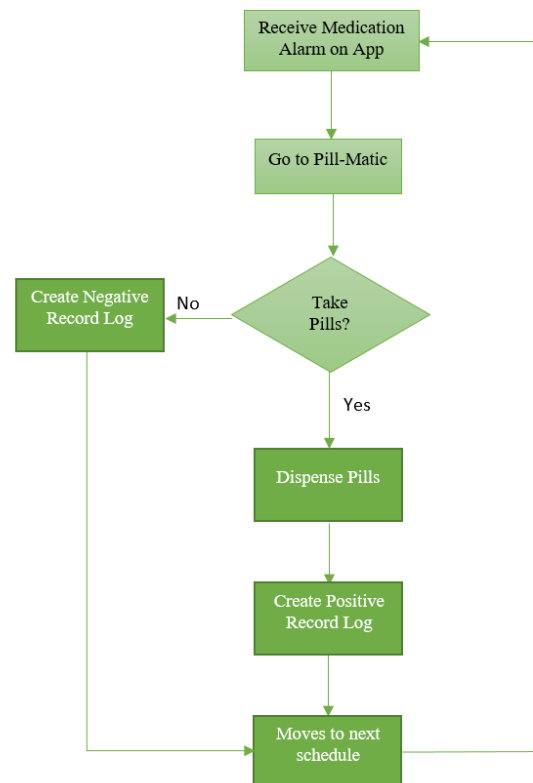 Receive Medication
Alarm on App
Go to Pill-Matic
Take
Pills?
No
Create Negative
Record Log
Yes
Dispense Pills
Create Positive
Record Log
Moves to next
schedule